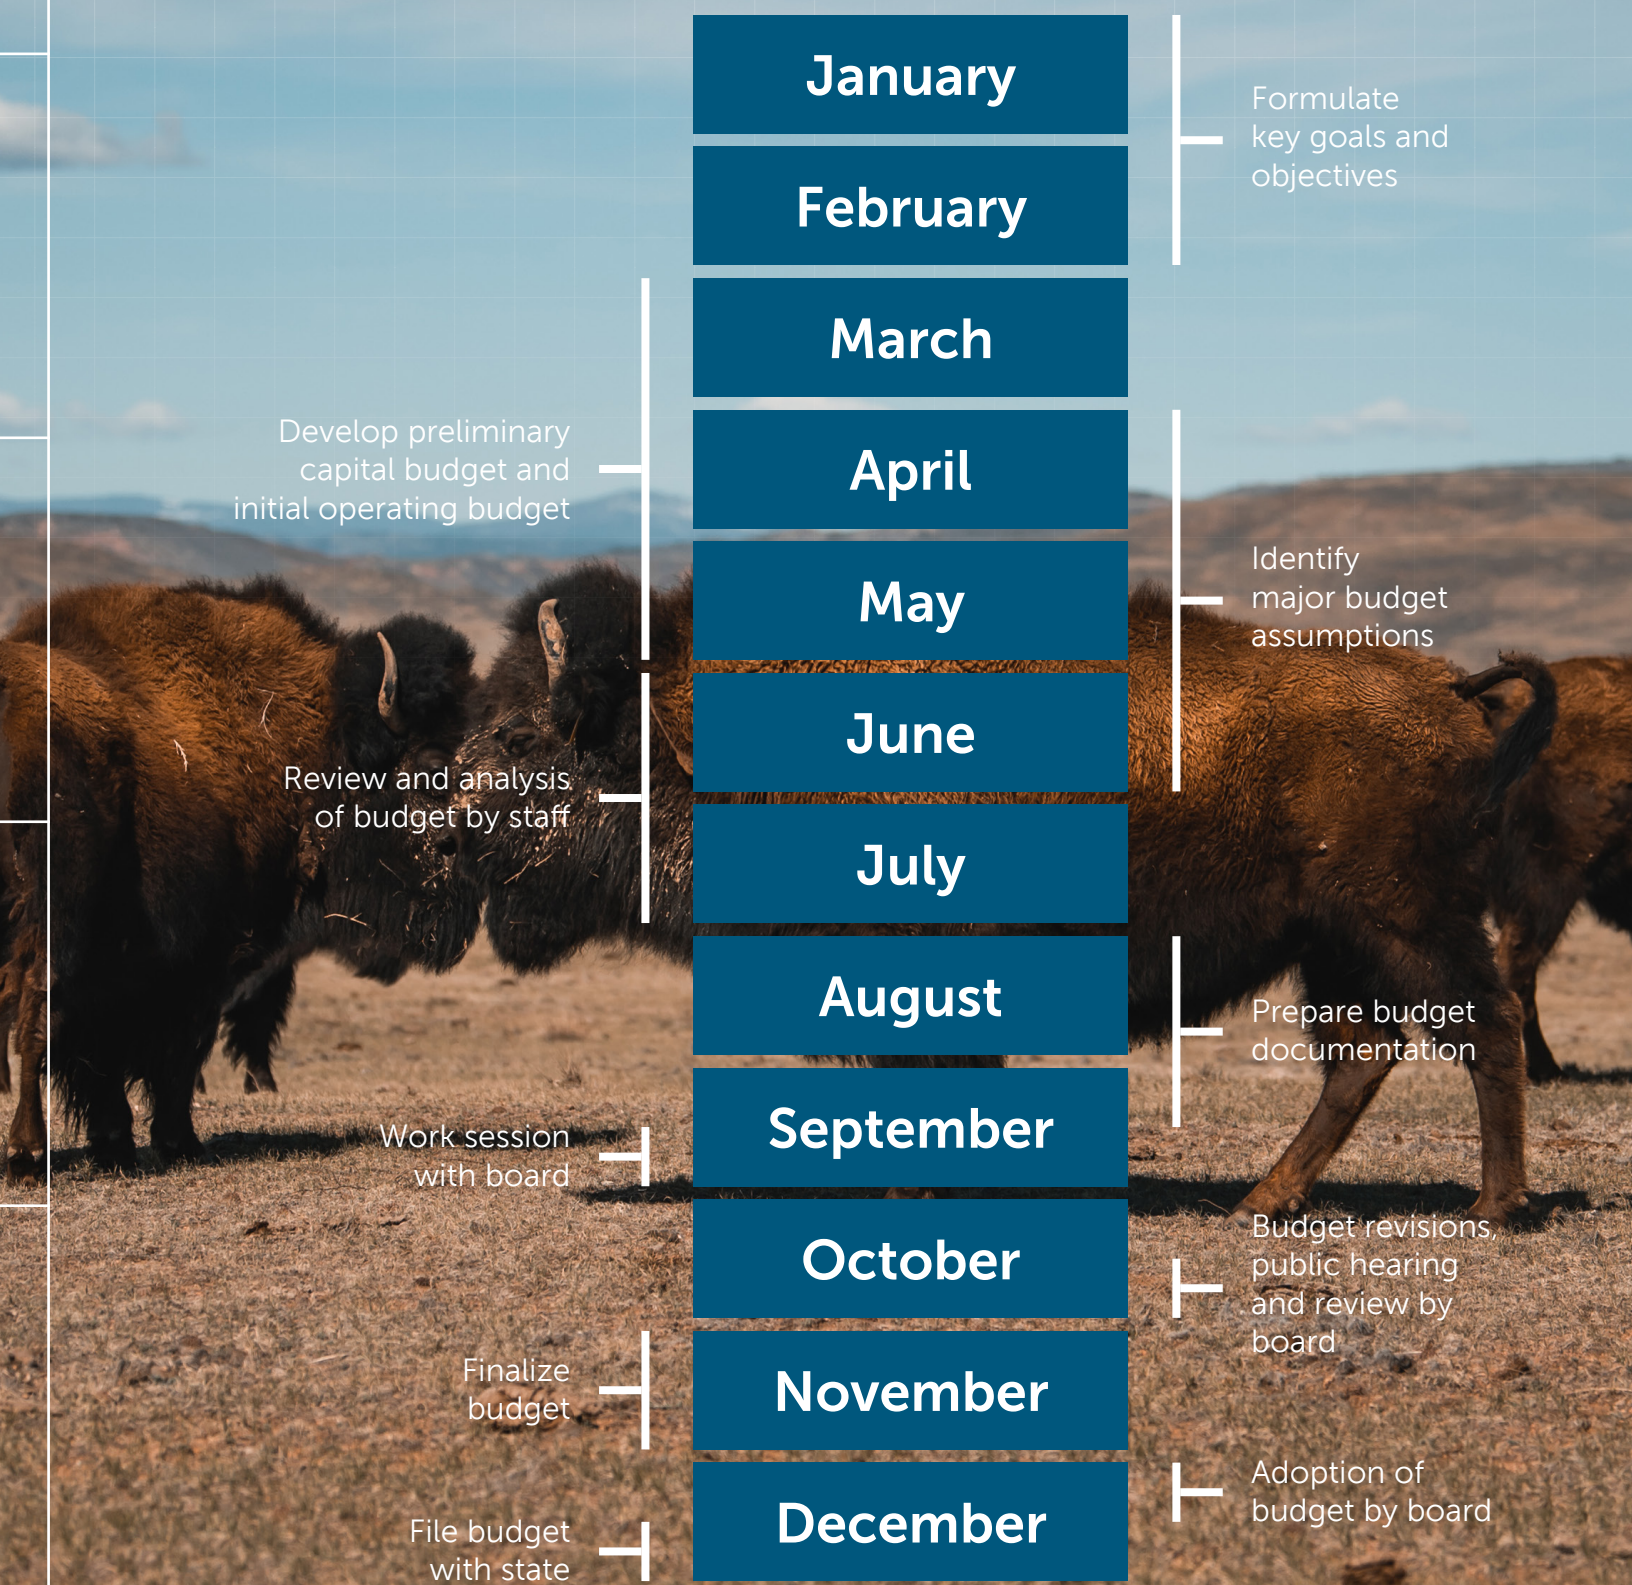 January
February
Formulate
key goals and
objectives
March
April
Develop preliminary
capital budget and
initial operating budget
May
Identify
major budget
assumptions
June
Review and analysis
of budget by staff
July
August
Prepare budget
documentation
September
Work session
with board
October
Budget revisions,
public hearing
and review by
board
November
Finalize
budget
December
Adoption of
budget by board
File budget
with state